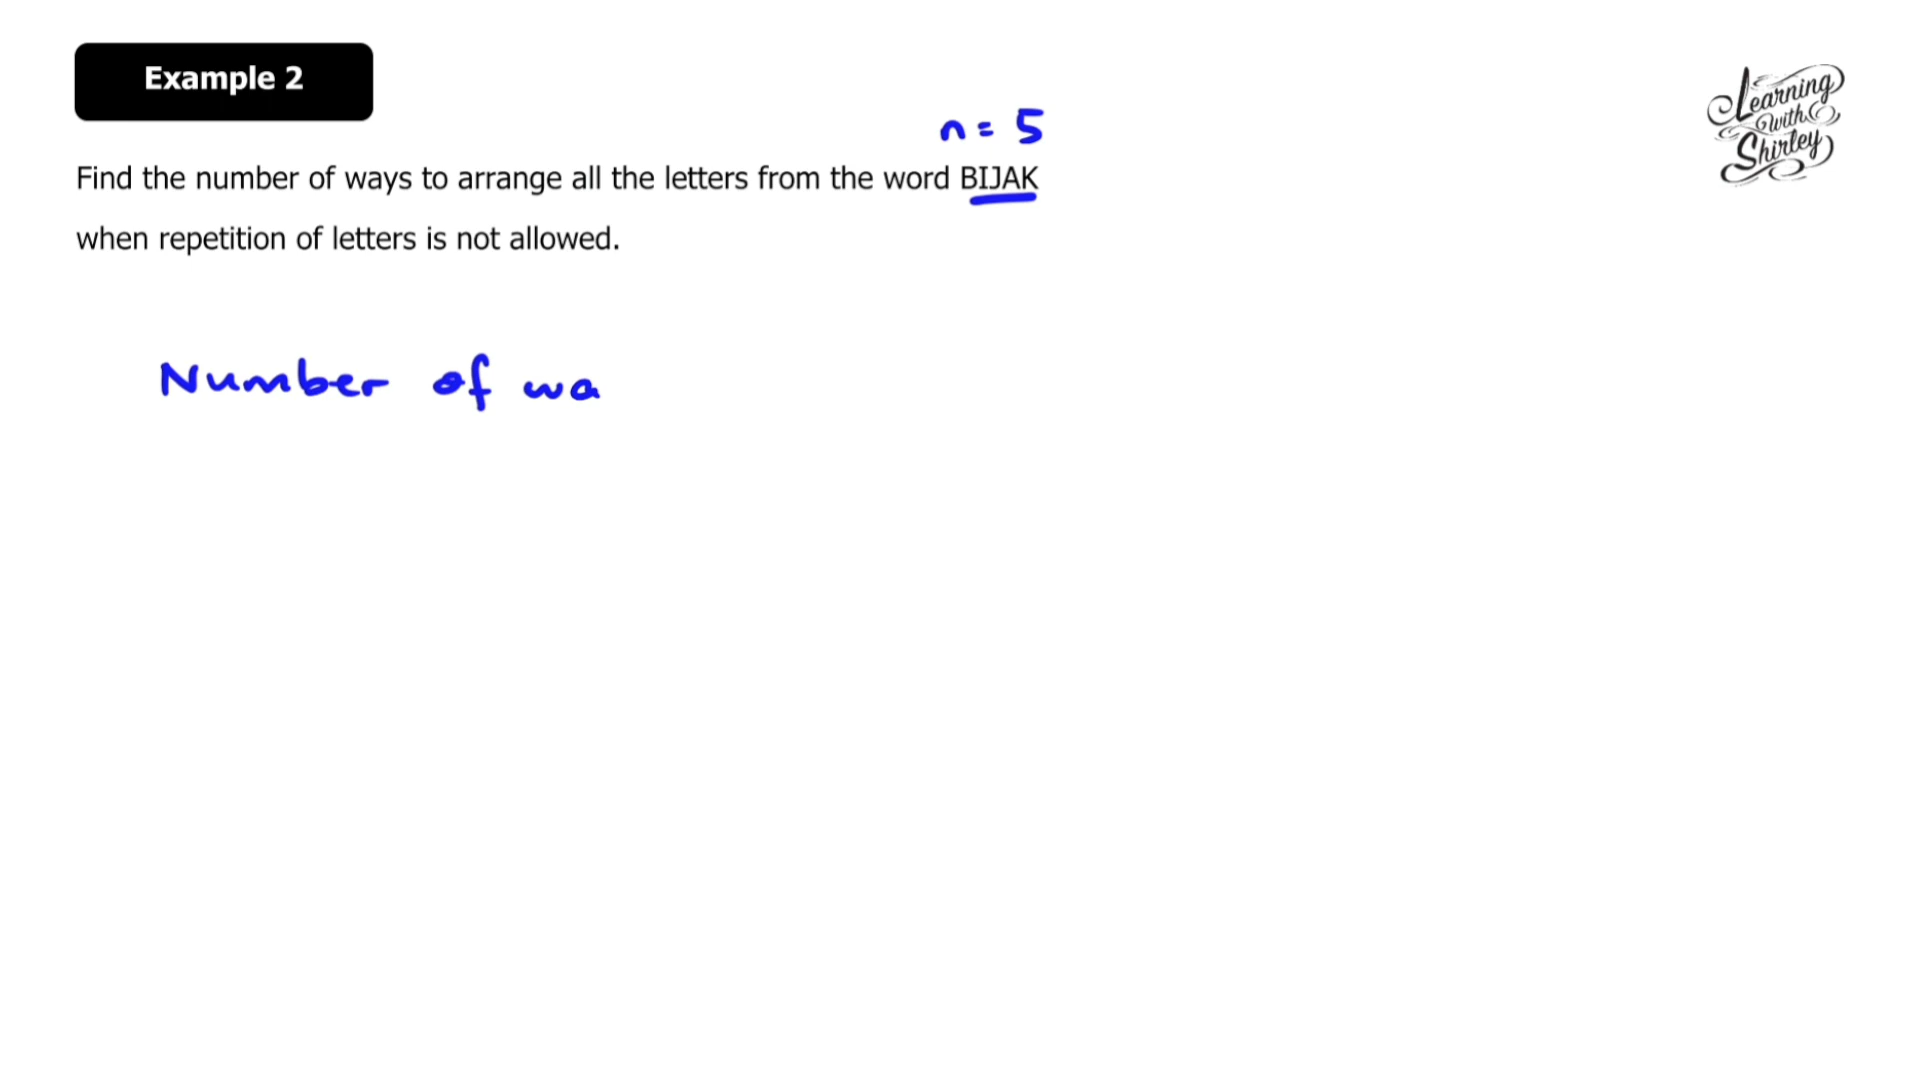 Example 2
Learning
with
Shirley
n = 5
Find the number of ways to arrange all the letters from the word BIJAK
when repetition of letters is not allowed.
Number of wa